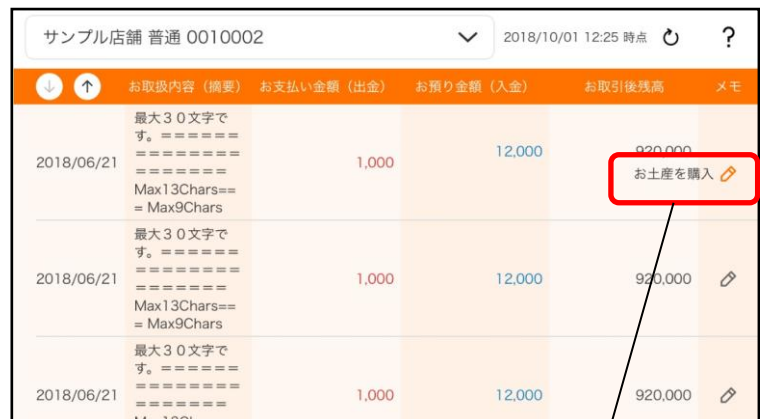 サンプル店舗 普通 0010002
2018/10/01 12:25 時点
?
お取扱内容（摘要） お支払い金額（出金） お預り金額（入金） お取引後残高 メモ
最大３０文字で
す。＝＝＝＝＝＝
＝＝＝＝＝＝＝＝
＝＝＝＝＝＝＝
Max13Chars==
= Max9Chars
2018/06/21
1,000
12,000
920,000
お土産を購入
最大３０文字で
す。＝＝＝＝＝＝
＝＝＝＝＝＝＝＝
＝＝＝＝＝＝＝
Max13Chars==
= Max9Chars
2018/06/21
1,000
12,000
920,000
最大３０文字で
す。＝＝＝＝＝＝
＝＝＝＝＝＝＝＝
＝＝＝＝＝＝＝
2018/06/21
1,000
12,000
920,000